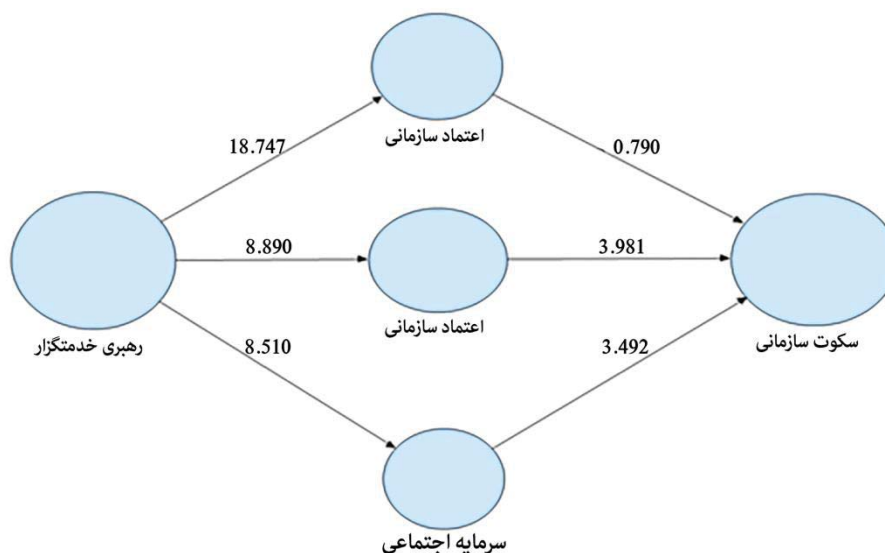 اعتماد سازمانی
18.747
0.790
رهبری خدمتگزار
8.890
اعتماد سازمانی
3.981
سکوت سازمانی
8.510
3.492
سرمایه اجتماعی